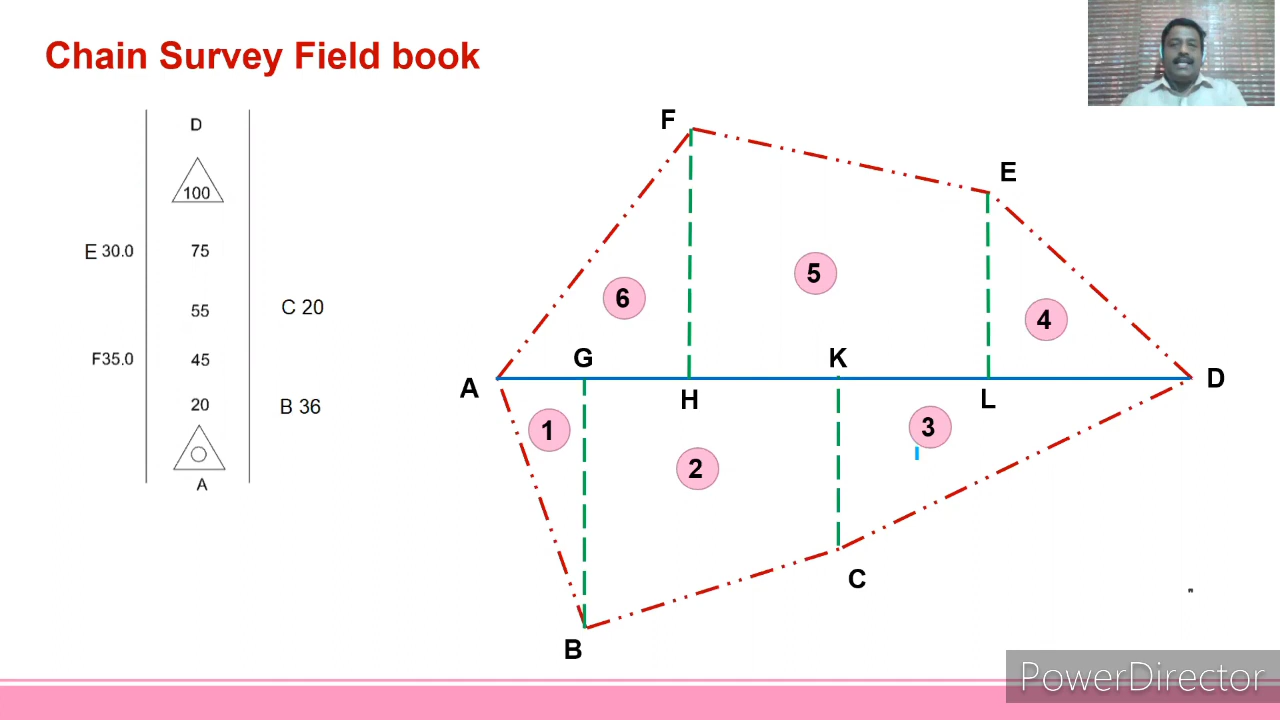 Chain Survey Field book
D
100
E 30.0 75
55 C 20
F35.0 45
20 B 36
A
F
E
6
5
4
G
K
A
D
H
L
1
2
3
C
B
PowerDirector